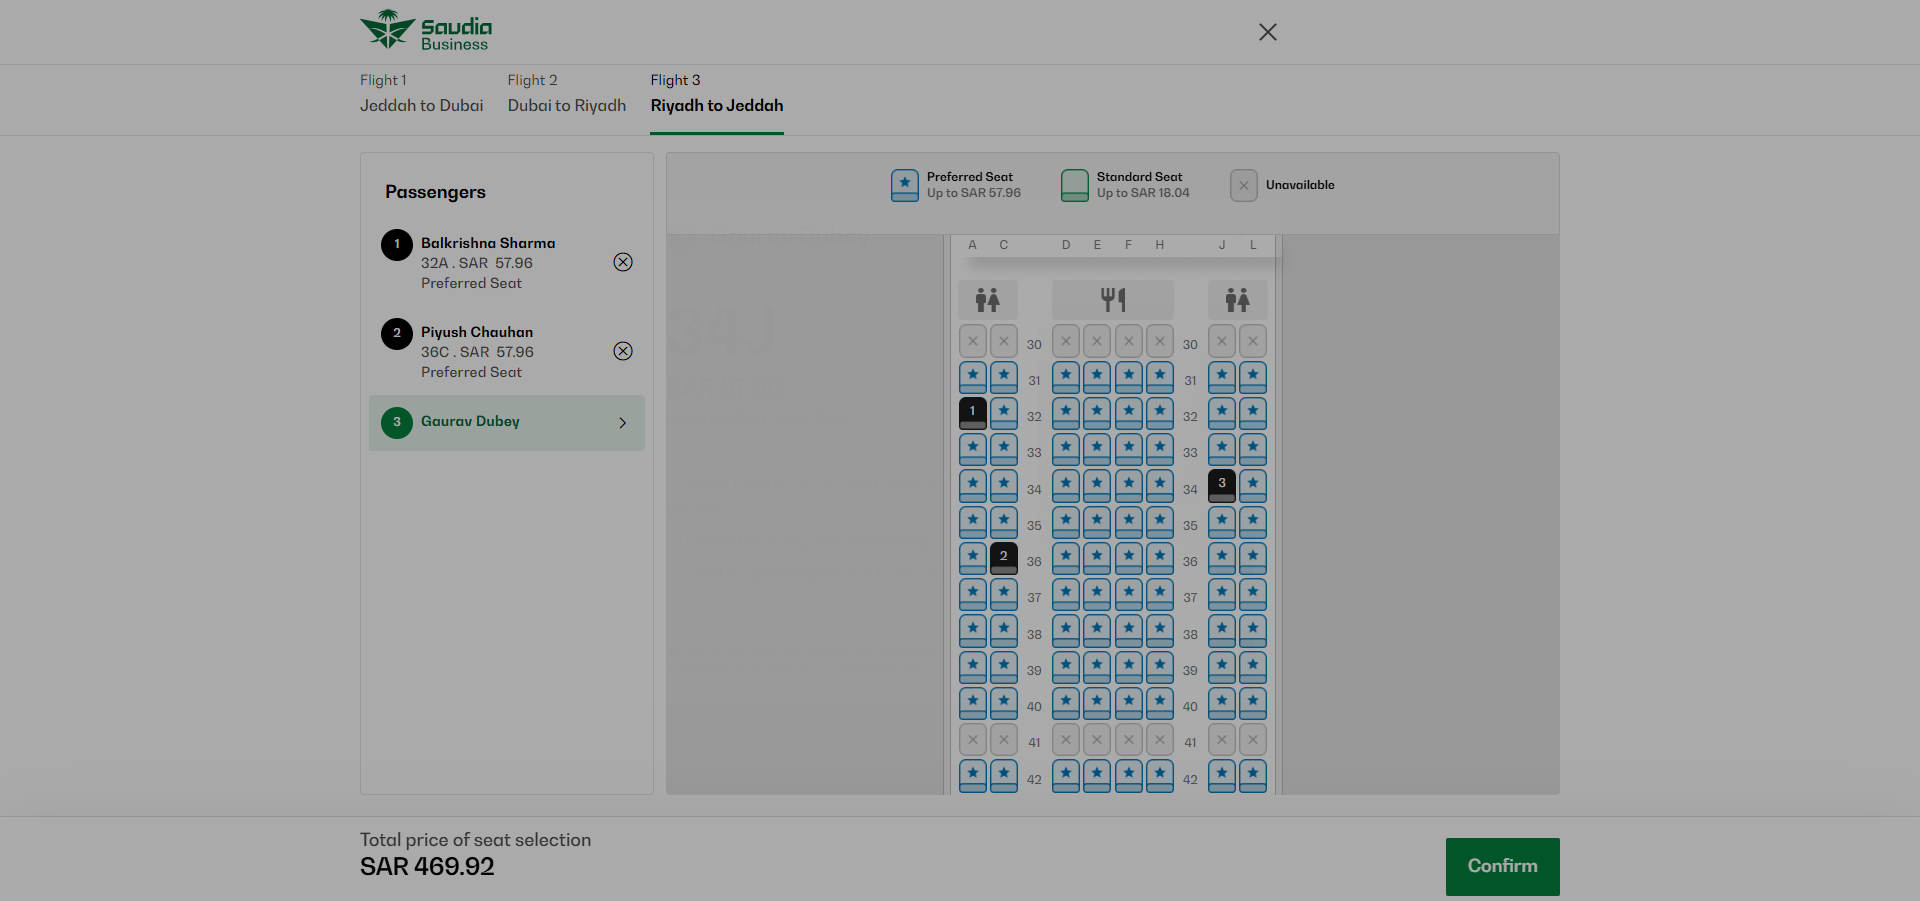 Saudia
Business
Flight 1
Jeddah to Dubai
Flight 2
Dubai to Riyadh
Flight 3
Riyadh to Jeddah
Passengers
1
Balkrishna Sharma
32A . SAR 57.96
Preferred Seat
2
Piyush Chauhan
36C . SAR 57.96
Preferred Seat
3
Gaurav Dubey
Preferred Seat
Up to SAR 57.96
Standard Seat
Up to SAR 18.04
Unavailable
Gaurav Dubey
34J
A C D E F H J L
30 30
31 31
1 32 32
33 33
34 34 3
35 35
2 36 36
37 37
38 38
39 39
40 40
41 41
42 42
Total price of seat selection
SAR 469.92
Confirm